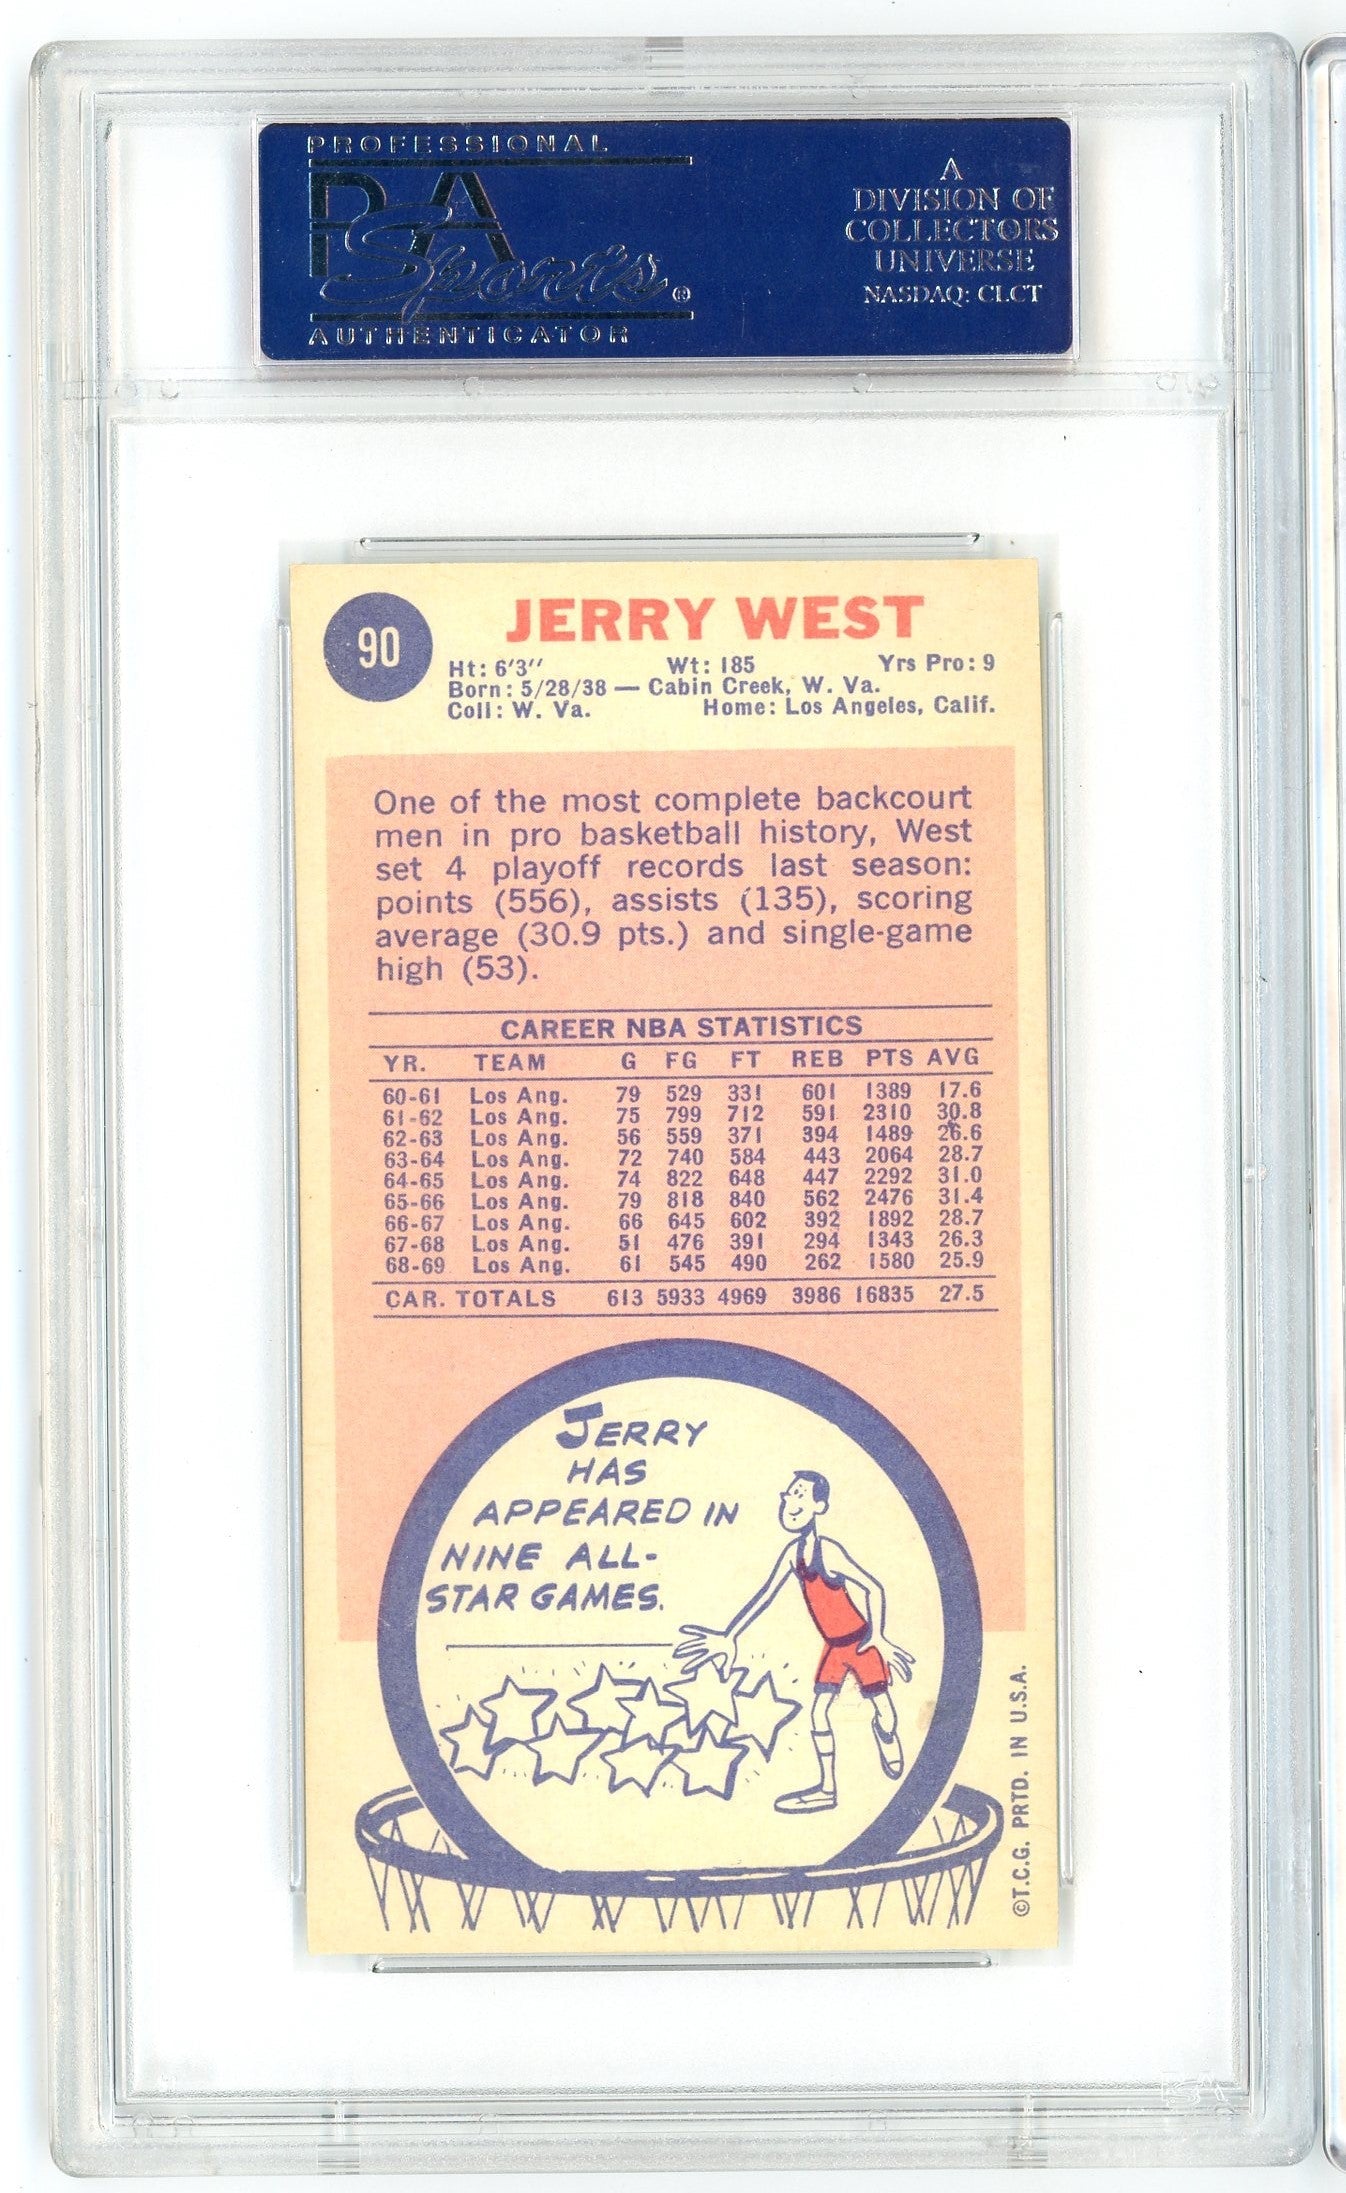 PROFESSIONAL
PSA
Sports®
AUTHENTICATOR
A
DIVISION OF
COLLECTORS
UNIVERSE
NASDAQ: CLCT
90
JERRY WEST
Ht: 6'3″ Wt: 185 Yrs Pro: 9
Born: 5/28/38 — Cabin Creek, W. Va.
Coll: W. Va. Home: Los Angeles, Calif.
One of the most complete backcourt
men in pro basketball history, West
set 4 playoff records last season:
points (556), assists (135), scoring
average (30.9 pts.) and single-game
high (53).
CAREER NBA STATISTICS
YR. TEAM G FG FT REB PTS AVG
60-61 Los Ang. 79 529 331 601 1389 17.6
61-62 Los Ang. 75 799 712 591 2310 30.8
62-63 Los Ang. 56 559 371 394 1489 26.6
63-64 Los Ang. 72 740 584 443 2064 28.7
64-65 Los Ang. 74 822 648 447 2292 31.0
65-66 Los Ang. 79 818 840 562 2476 31.4
66-67 Los Ang. 66 645 602 392 1892 28.7
67-68 Los Ang. 51 476 391 294 1343 26.3
68-69 Los Ang. 61 545 490 262 1580 25.9
CAR. TOTALS 613 5933 4969 3986 16835 27.5
JERRY
HAS
APPEARED IN
NINE ALL-
STAR GAMES.
©T.C.G. PRTD. IN U.S.A.